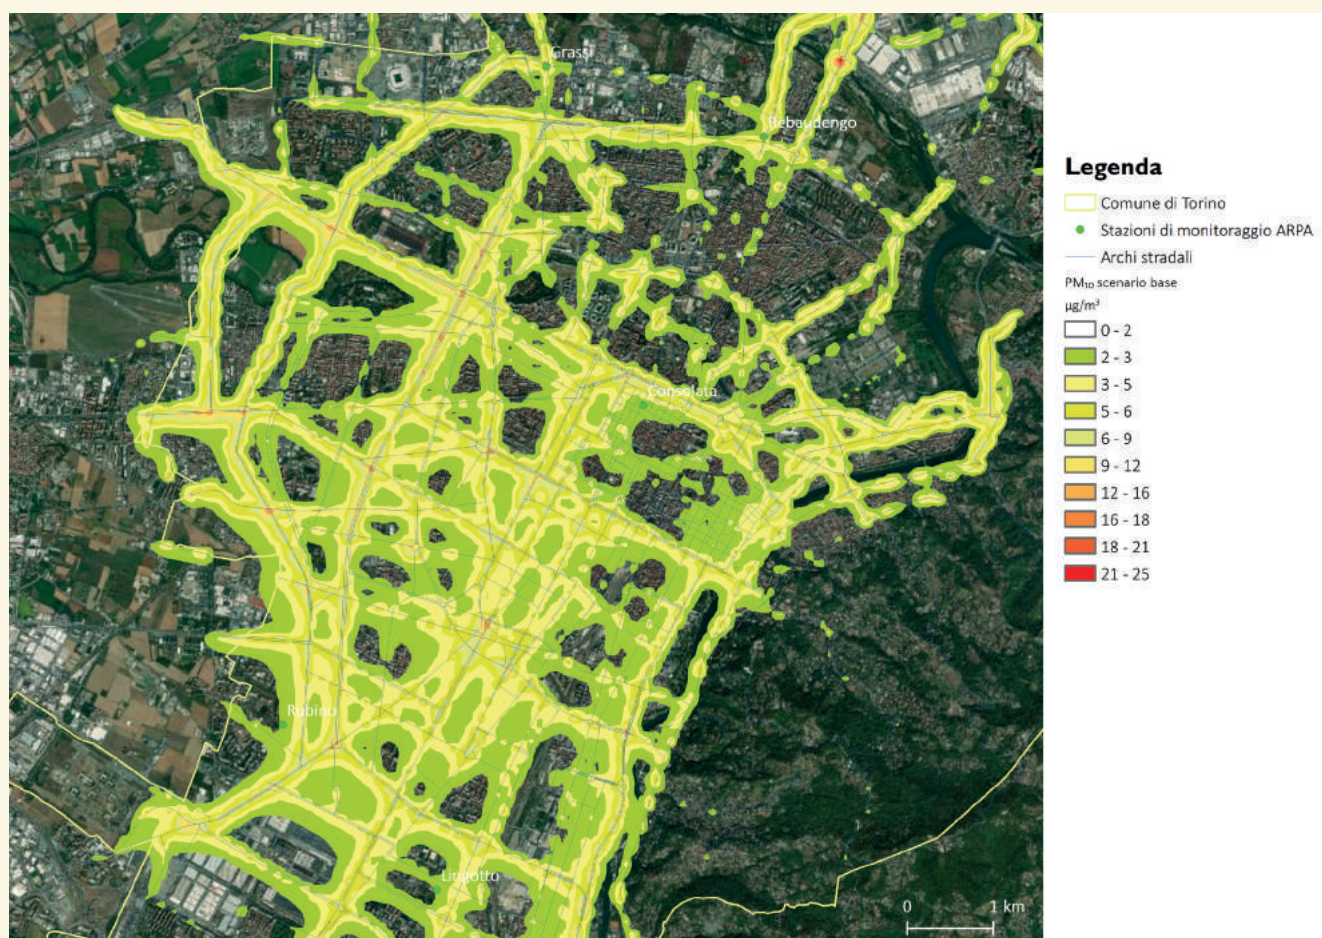 Grassi
Rebaudengo
Consolata
Rubino
Lingotto
0 1 km
Legenda
Comune di Torino
Stazioni di monitoraggio ARPA
Archi stradali
PM₁₀ scenario base
µg/m³
0 - 2
2 - 3
3 - 5
5 - 6
6 - 9
9 - 12
12 - 16
16 - 18
18 - 21
21 - 25